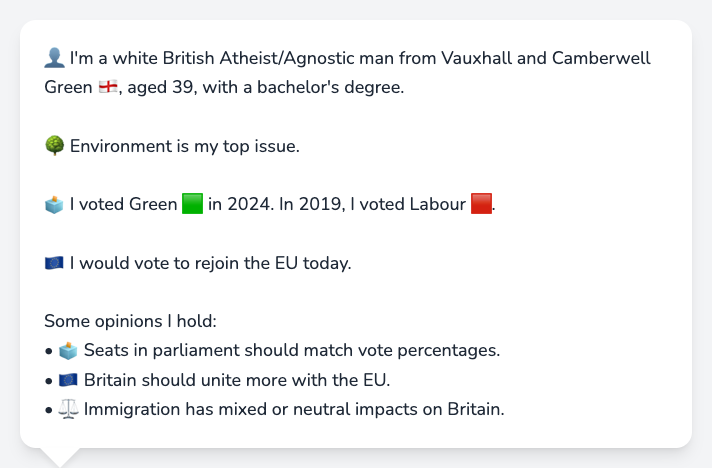 👤 I'm a white British Atheist/Agnostic man from Vauxhall and Camberwell
Green 🏴󠁧󠁢󠁥󠁮󠁧󠁿, aged 39, with a bachelor's degree.
🌳 Environment is my top issue.
🗳️ I voted Green 🟩 in 2024. In 2019, I voted Labour 🟥.
🇪🇺 I would vote to rejoin the EU today.
Some opinions I hold:
• 🗳️ Seats in parliament should match vote percentages.
• 🇪🇺 Britain should unite more with the EU.
• ⚖️ Immigration has mixed or neutral impacts on Britain.